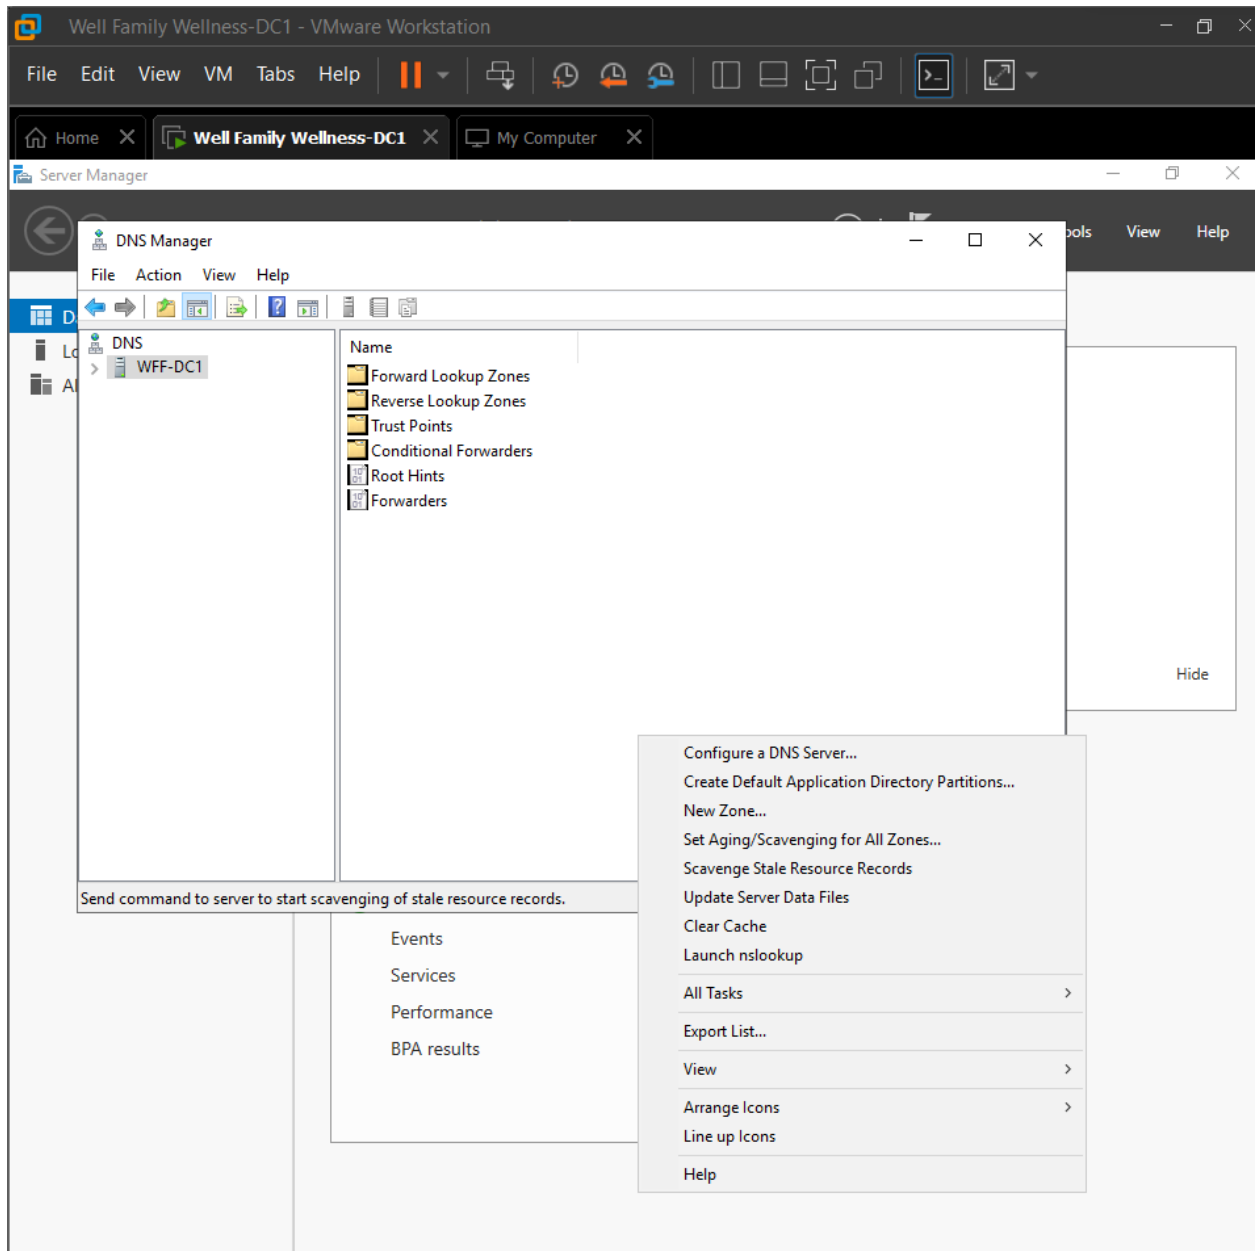 Well Family Wellness-DC1 - VMware Workstation
File Edit View VM Tabs Help
Home Well Family Wellness-DC1 My Computer
Server Manager
View Help
DNS Manager
File Action View Help
DNS
WFF-DC1
Name
Forward Lookup Zones
Reverse Lookup Zones
Trust Points
Conditional Forwarders
Root Hints
Forwarders
Hide
Configure a DNS Server...
Create Default Application Directory Partitions...
New Zone...
Set Aging/Scavenging for All Zones...
Scavenge Stale Resource Records
Update Server Data Files
Clear Cache
Launch nslookup
All Tasks
Export List...
View
Arrange Icons
Line up Icons
Help
Send command to server to start scavenging of stale resource records.
Events
Services
Performance
BPA results